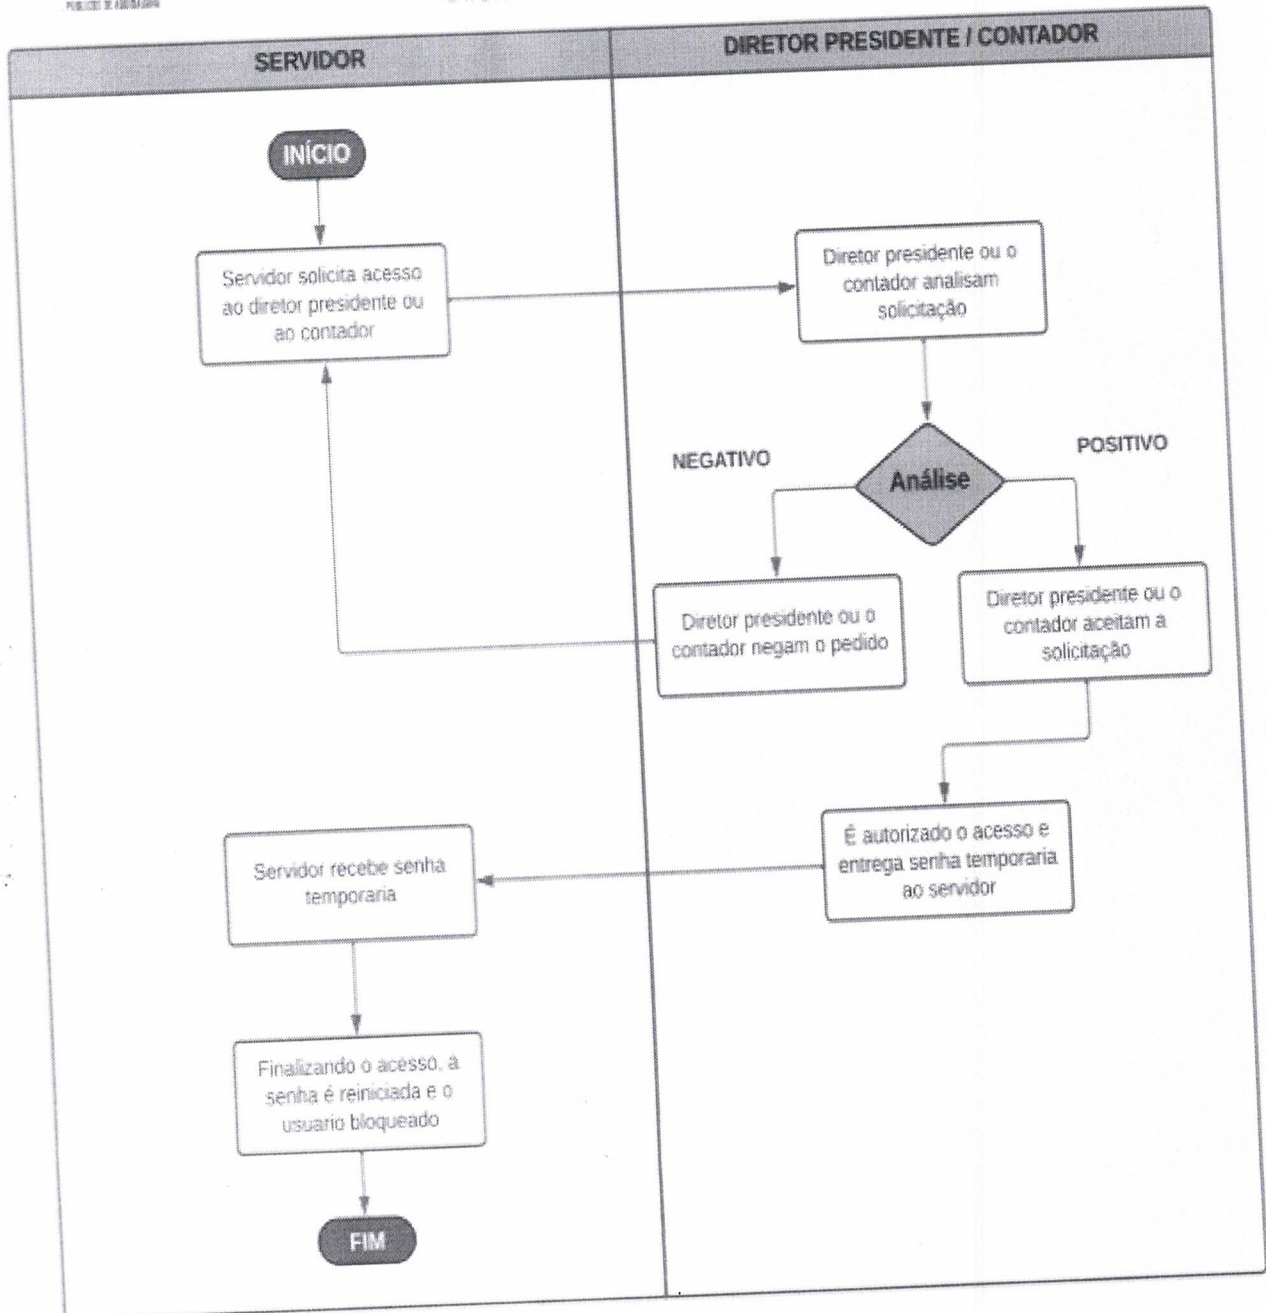 SERVIDOR
DIRETOR PRESIDENTE / CONTADOR
INÍCIO
Servidor solicita acesso
ao diretor presidente ou
ao contador
Diretor presidente ou o
contador analisam
solicitação
Análise
NEGATIVO
POSITIVO
Diretor presidente ou o
contador negam o pedido
Diretor presidente ou o
contador aceitam a
solicitação
É autorizado o acesso e
entrega senha temporaria
ao servidor
Servidor recebe senha
temporaria
Finalizando o acesso, a
senha é reiniciada e o
usuario bloqueado
FIM